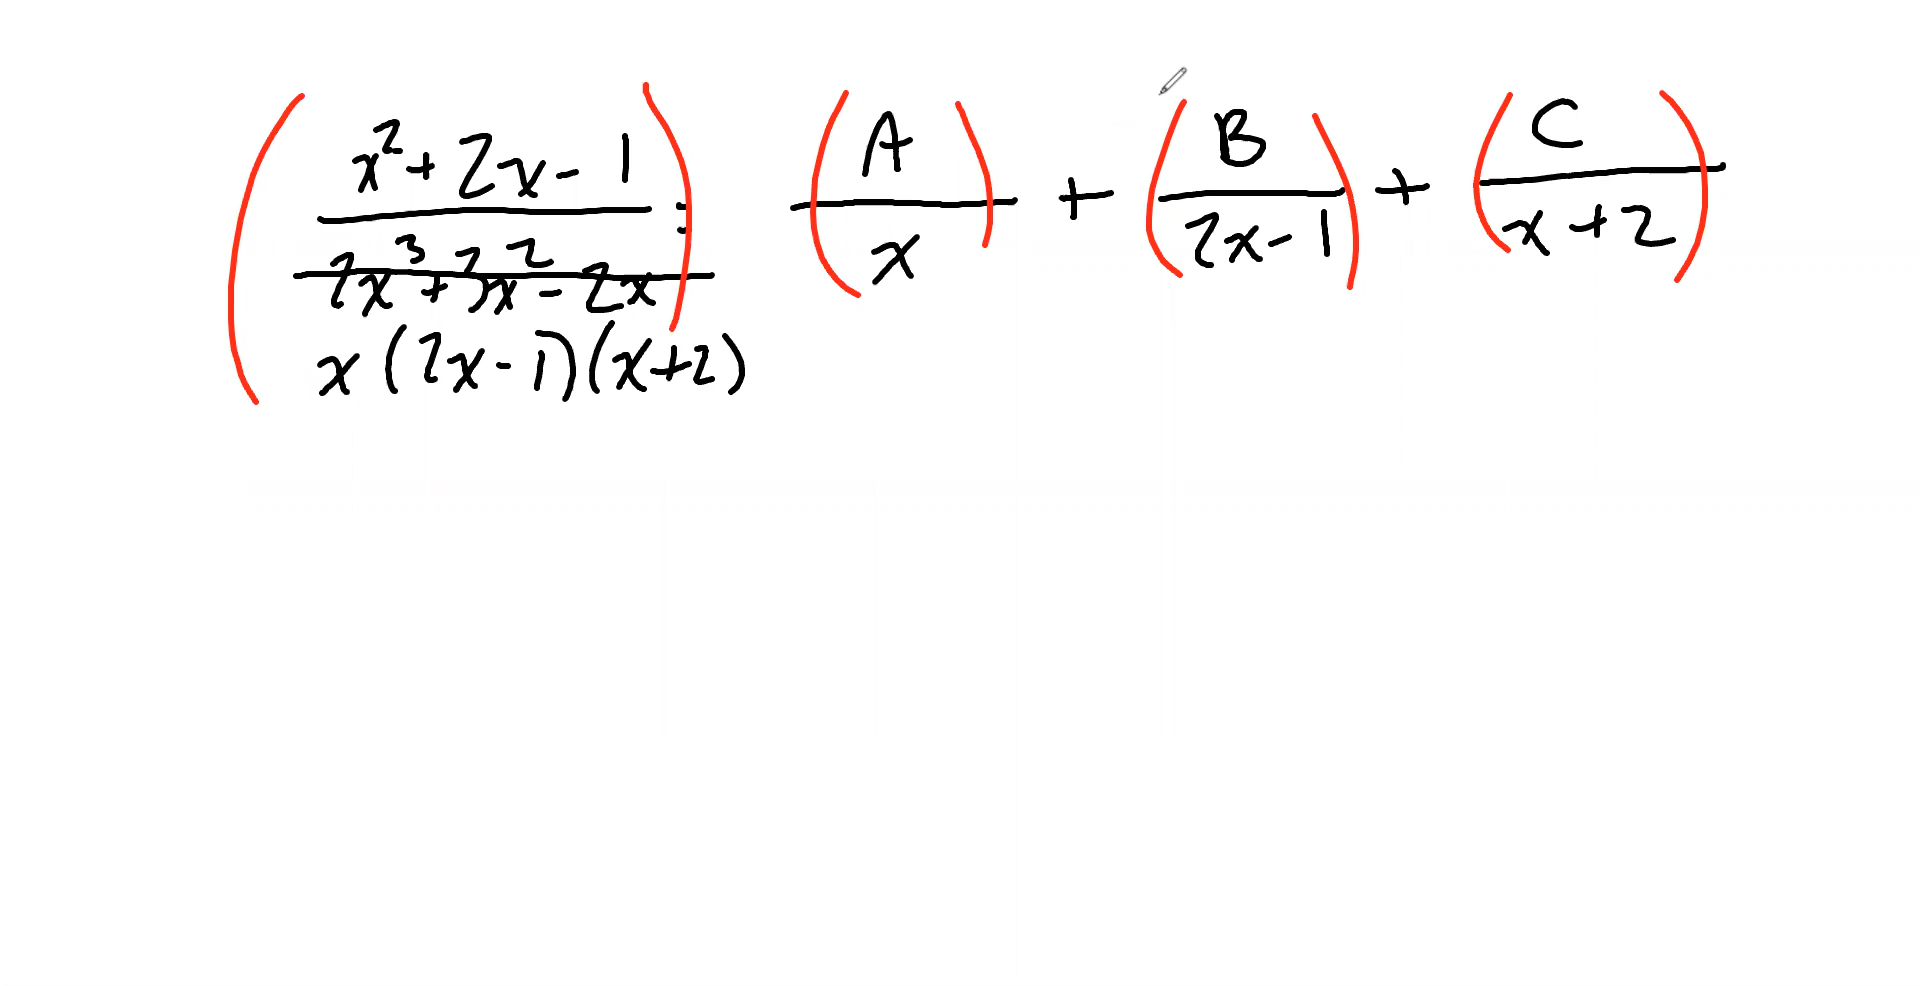 (x² + 2x - 1) = (A) + (B) + (C)
2x³ + 3x² - 2x x 2x - 1 x + 2
x(2x - 1)(x + 2)